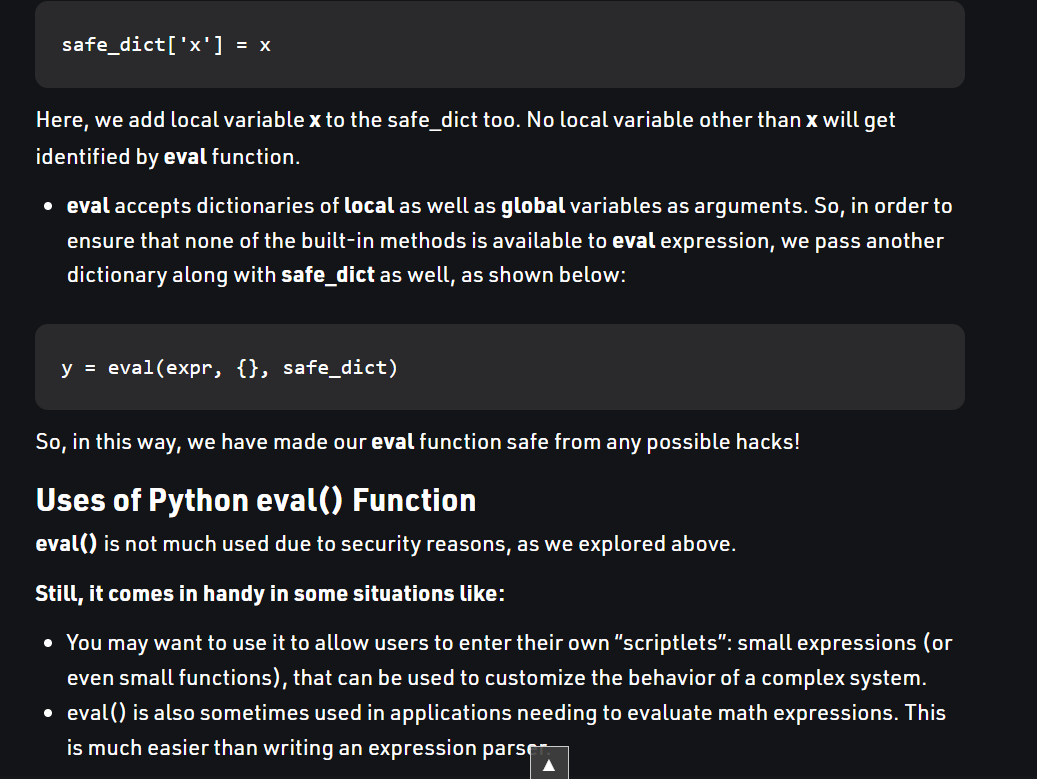 safe_dict['x'] = x
Here, we add local variable x to the safe_dict too. No local variable other than x will get
identified by eval function.
• eval accepts dictionaries of local as well as global variables as arguments. So, in order to
ensure that none of the built-in methods is available to eval expression, we pass another
dictionary along with safe_dict as well, as shown below:
y = eval(expr, {}, safe_dict)
So, in this way, we have made our eval function safe from any possible hacks!
Uses of Python eval() Function
eval() is not much used due to security reasons, as we explored above.
Still, it comes in handy in some situations like:
• You may want to use it to allow users to enter their own “scriptlets”: small expressions (or
even small functions), that can be used to customize the behavior of a complex system.
• eval() is also sometimes used in applications needing to evaluate math expressions. This
is much easier than writing an expression parser.